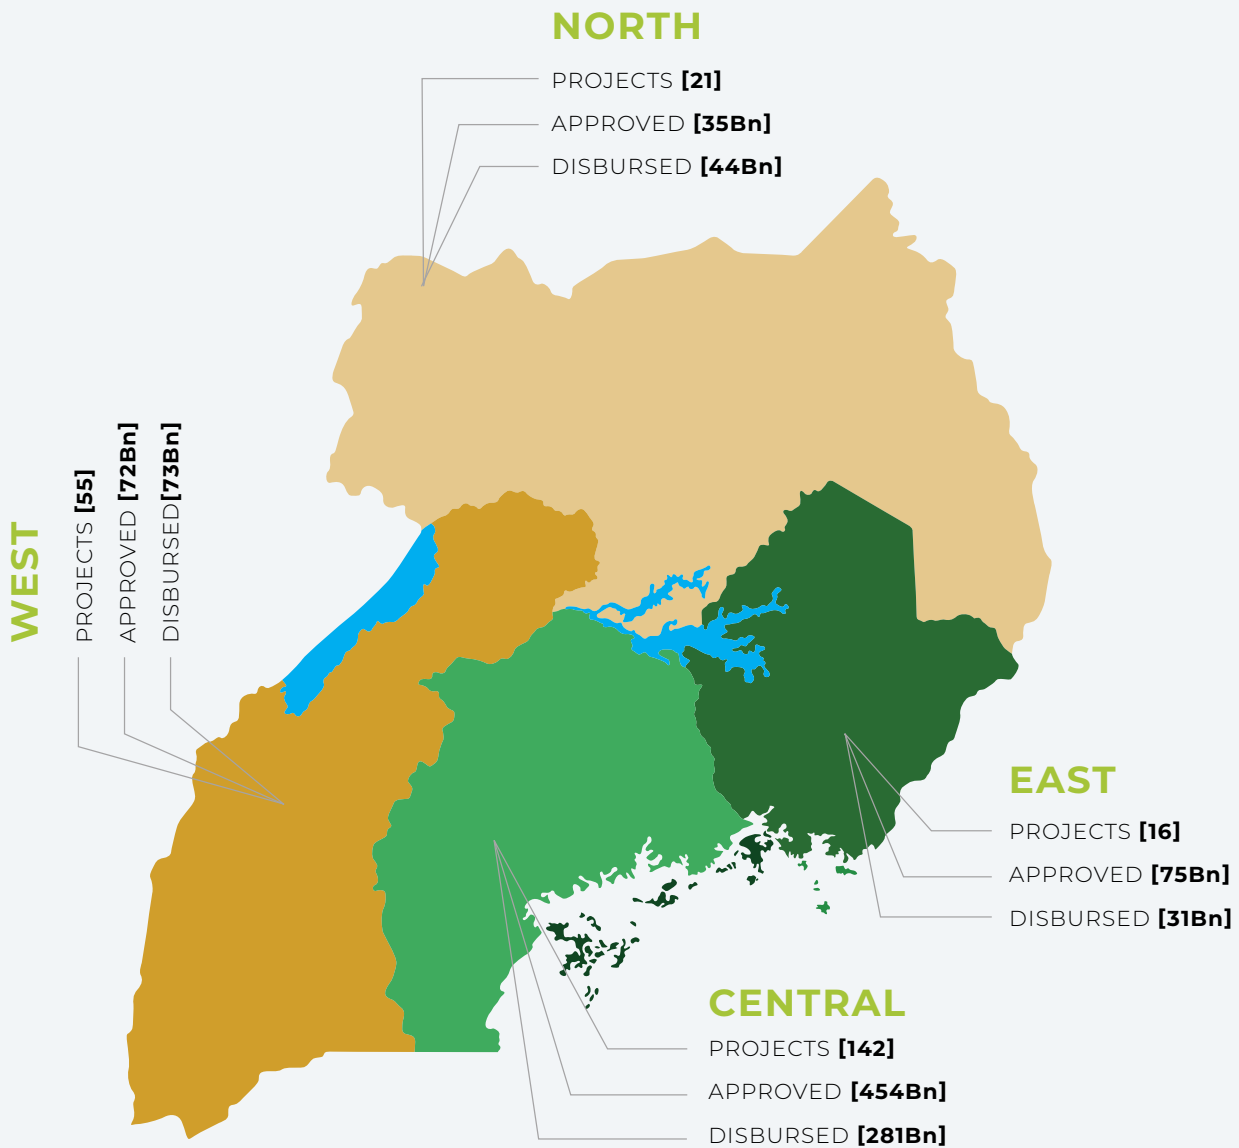 NORTH
PROJECTS [21]
APPROVED [35Bn]
DISBURSED [44Bn]
WEST
PROJECTS [55]
APPROVED [72Bn]
DISBURSED[73Bn]
EAST
PROJECTS [16]
APPROVED [75Bn]
DISBURSED [31Bn]
CENTRAL
PROJECTS [142]
APPROVED [454Bn]
DISBURSED [281Bn]